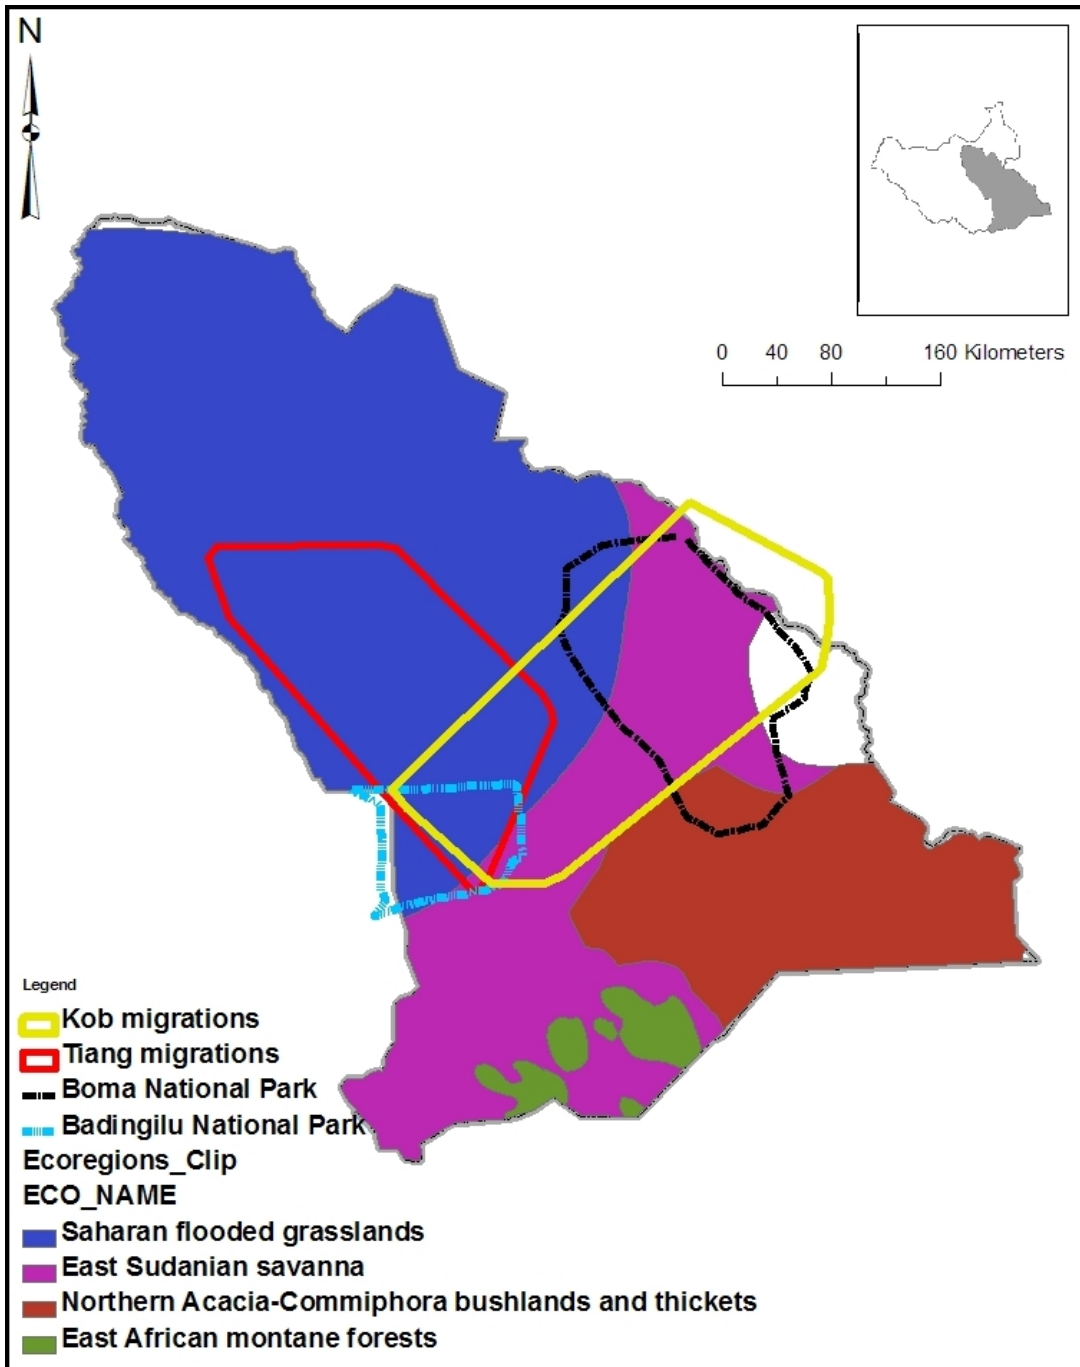 N
0 40 80 160 Kilometers
Legend
Kob migrations
Tiang migrations
Boma National Park
Badingilu National Park
Ecoregions_Clip
ECO_NAME
Saharan flooded grasslands
East Sudanian savanna
Northern Acacia-Commiphora bushlands and thickets
East African montane forests